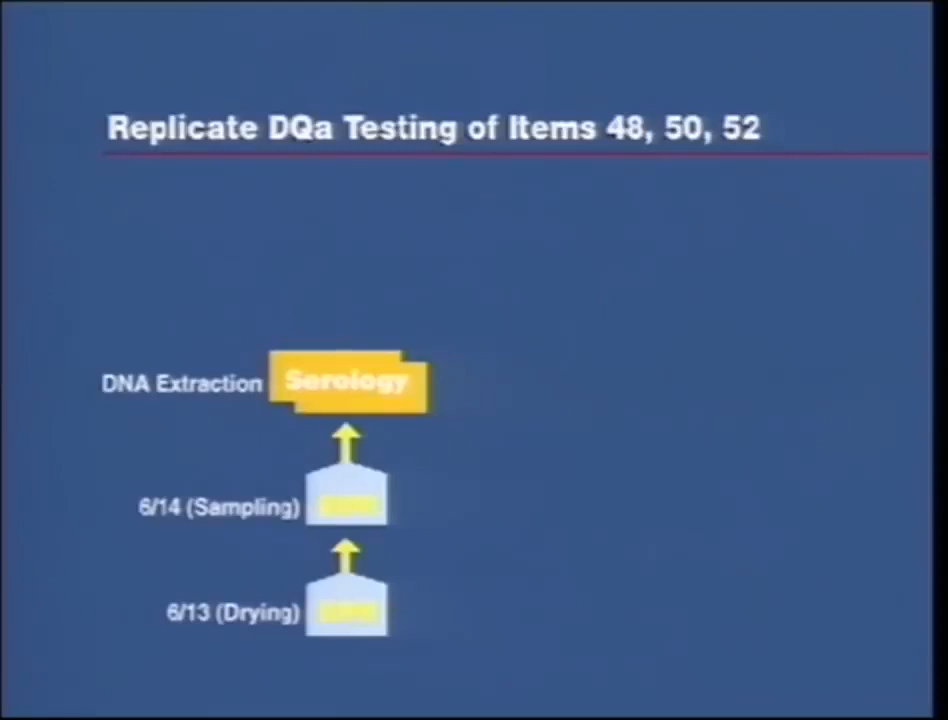 Replicate DQa Testing of Items 48, 50, 52
DNA Extraction
Serology
6/14 (Sampling)
6/13 (Drying)